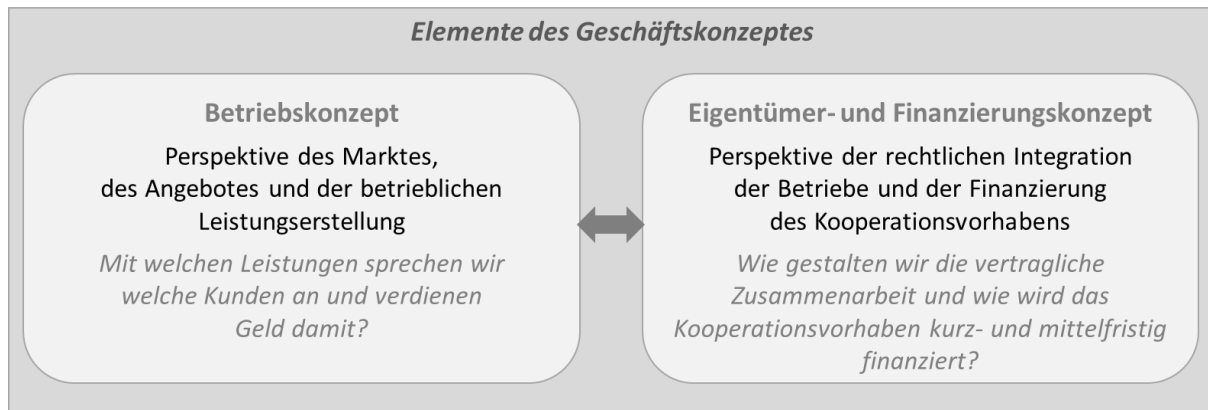 Elemente des Geschäftskonzeptes
Betriebskonzept
Perspektive des Marktes,
des Angebotes und der betrieblichen
Leistungserstellung
Mit welchen Leistungen sprechen wir
welche Kunden an und verdienen
Geld damit?
Eigentümer- und Finanzierungskonzept
Perspektive der rechtlichen Integration
der Betriebe und der Finanzierung
des Kooperationsvorhabens
Wie gestalten wir die vertragliche
Zusammenarbeit und wie wird das
Kooperationsvorhaben kurz- und mittelfristig
finanziert?